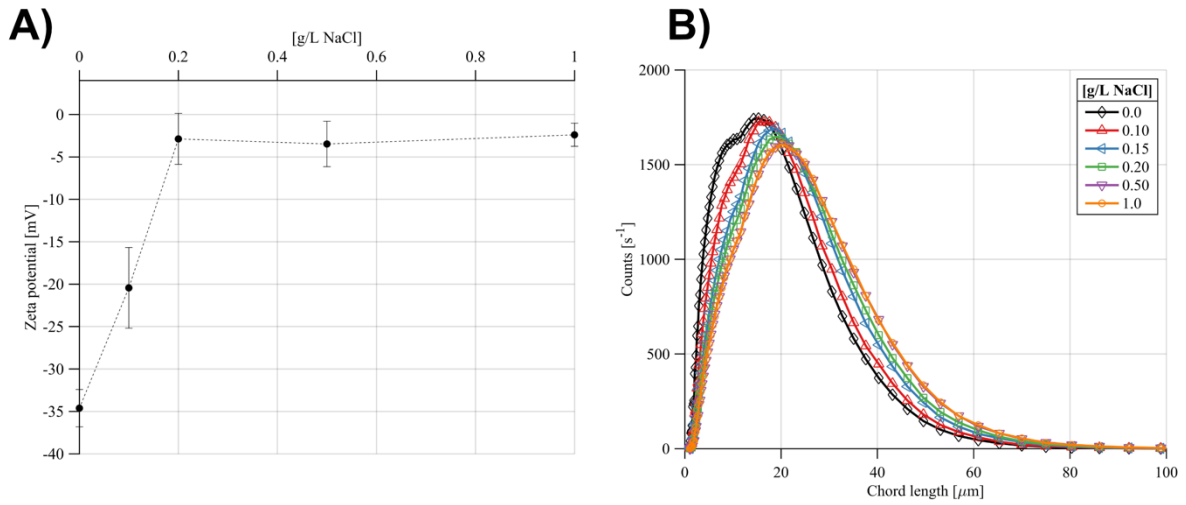 A)
[g/L NaCl]
0 0.2 0.4 0.6 0.8 1
Zeta potential [mV]
0
-5
-10
-15
-20
-25
-30
-35
-40
B)
2000
1500
1000
500
0
Counts [s⁻¹]
0 20 40 60 80 100
Chord length [μm]
[g/L NaCl]
0.0
0.10
0.15
0.20
0.50
1.0